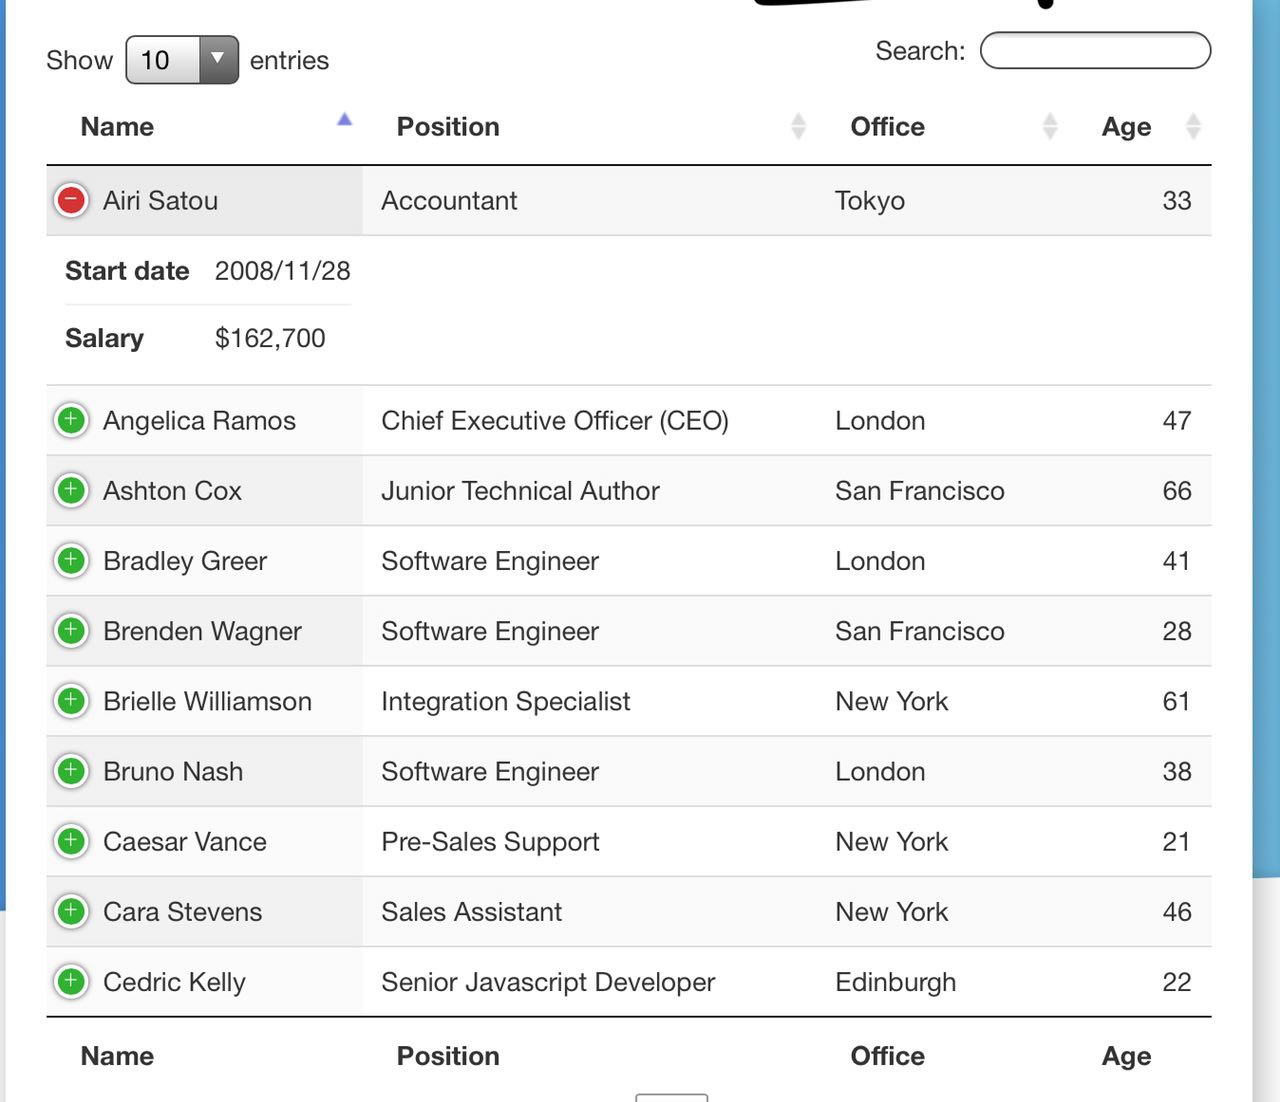 Show 10 entries Search:
Name Position Office Age
Airi Satou Accountant Tokyo 33
Start date 2008/11/28
Salary $162,700
Angelica Ramos Chief Executive Officer (CEO) London 47
Ashton Cox Junior Technical Author San Francisco 66
Bradley Greer Software Engineer London 41
Brenden Wagner Software Engineer San Francisco 28
Brielle Williamson Integration Specialist New York 61
Bruno Nash Software Engineer London 38
Caesar Vance Pre-Sales Support New York 21
Cara Stevens Sales Assistant New York 46
Cedric Kelly Senior Javascript Developer Edinburgh 22
Name Position Office Age